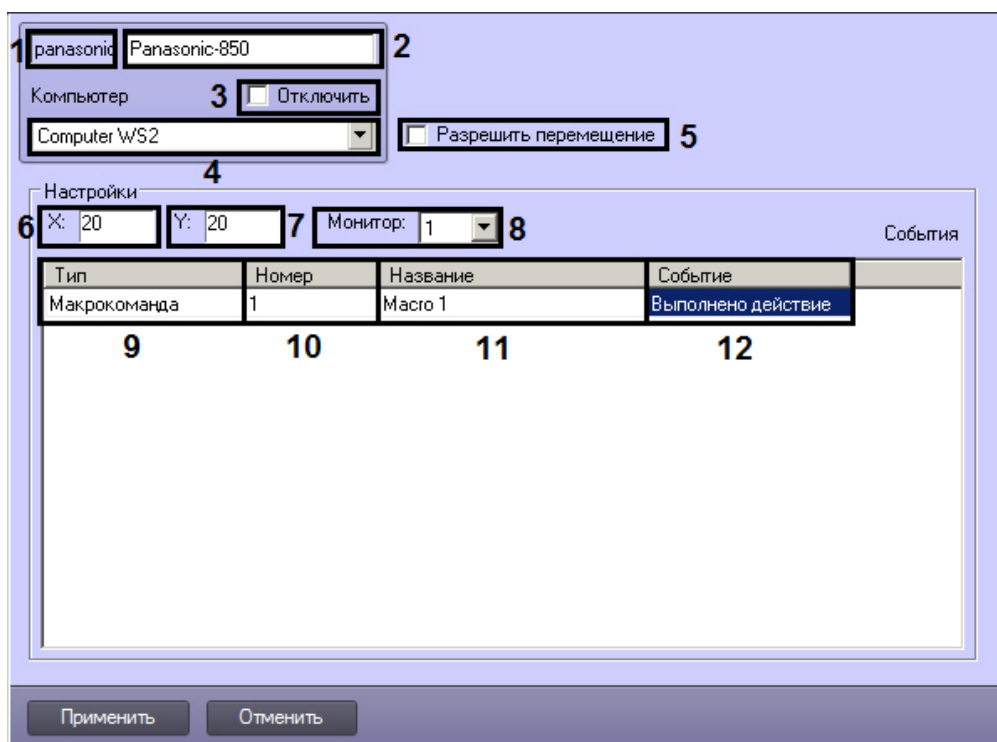 1 panasonic Panasonic-850 2
Компьютер 3 Отключить
Computer WS2 Разрешить перемещение 5
4
Настройки
6 X: 20 Y: 20 7 Монитор: 1 8 События
Тип Номер Название Событие
Макрокоманда 1 Macro 1 Выполнено действие
9 10 11 12
Применить Отменить